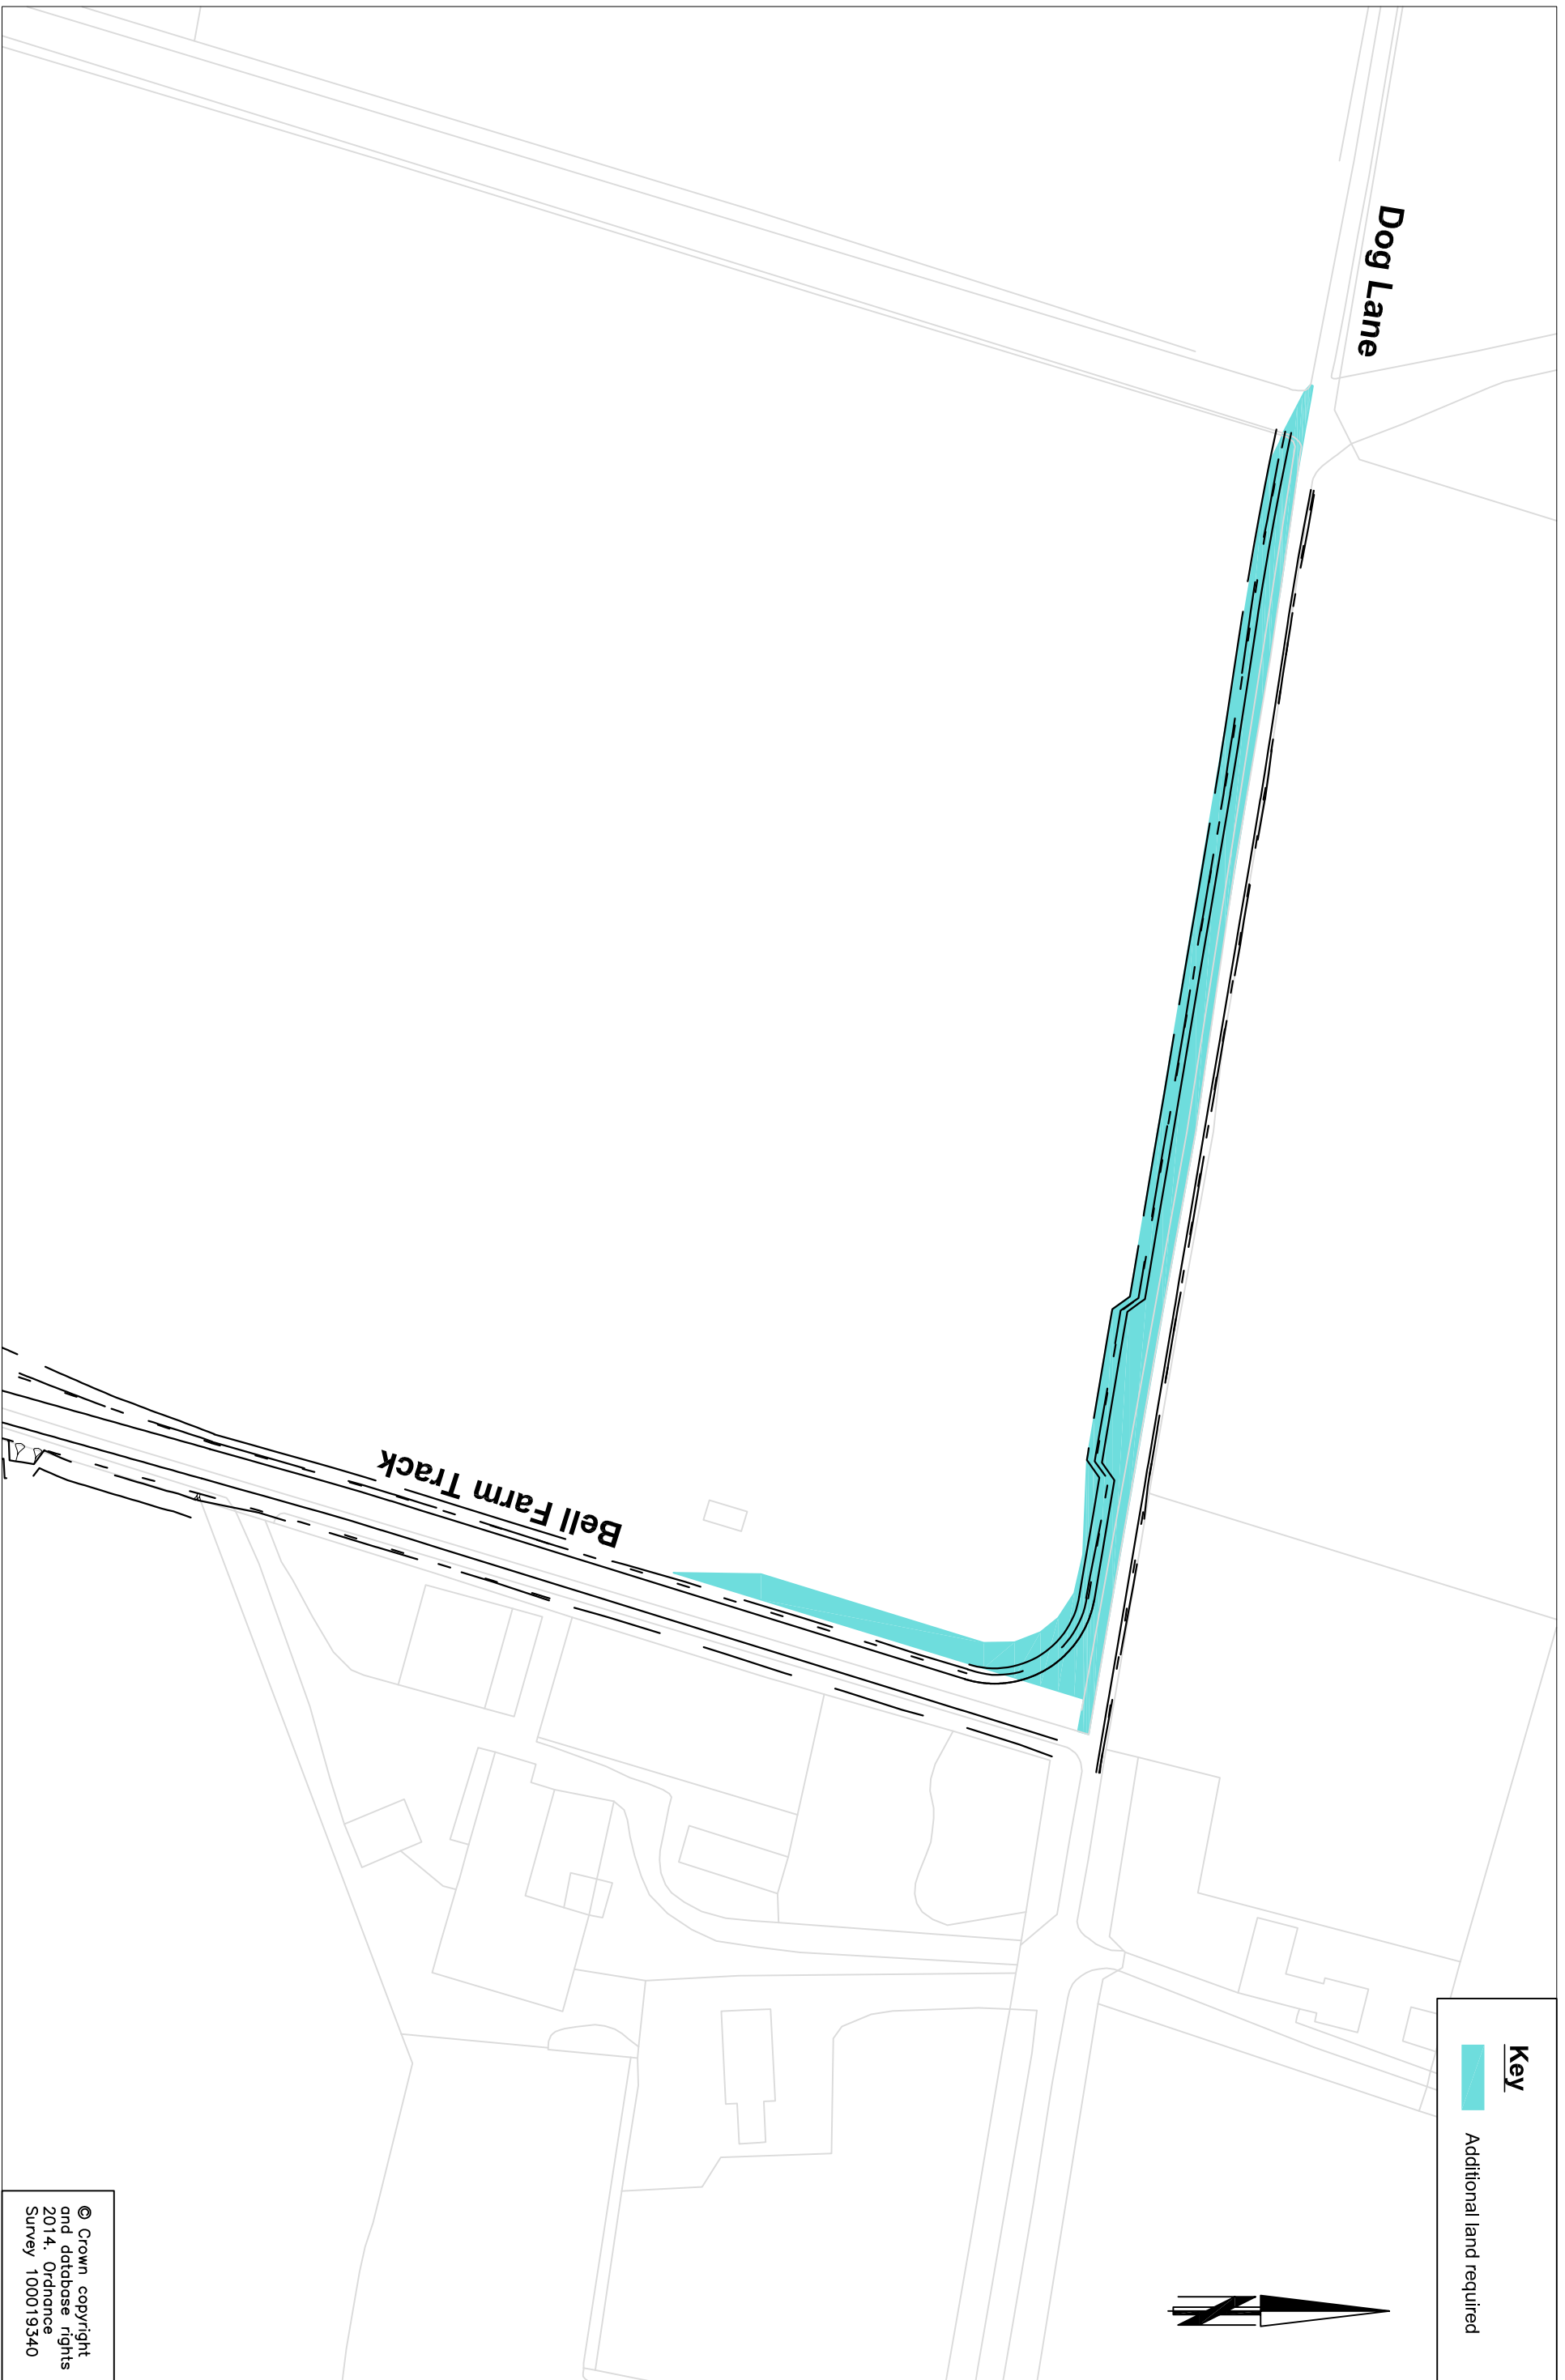 Dog Lane
Bell Farm Track
Key
Additional land required
N
© Crown copyright
and database rights
2014. Ordnance
Survey 100019340